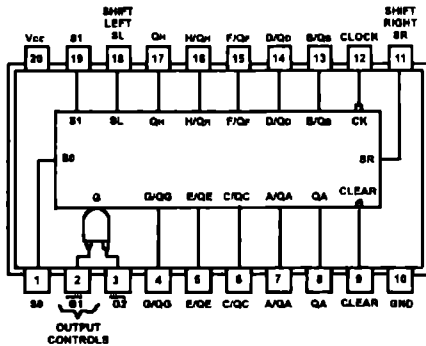 SHIFT LEFT SHIFT RIGHT
Vcc S1 SL QH H/QH F/QF D/QD B/QB CLOCK SR
20 19 18 17 16 15 14 13 12 11
S1 SL QH H/QH F/QF D/QD B/QB CK
S0 SR
G G/QG E/QE C/QC A/QA QA CLEAR
1 2 3 4 5 6 7 8 9 10
S0 G1 G2 G/QG E/QE C/QC A/QA QA CLEAR GND
OUTPUT
CONTROLS